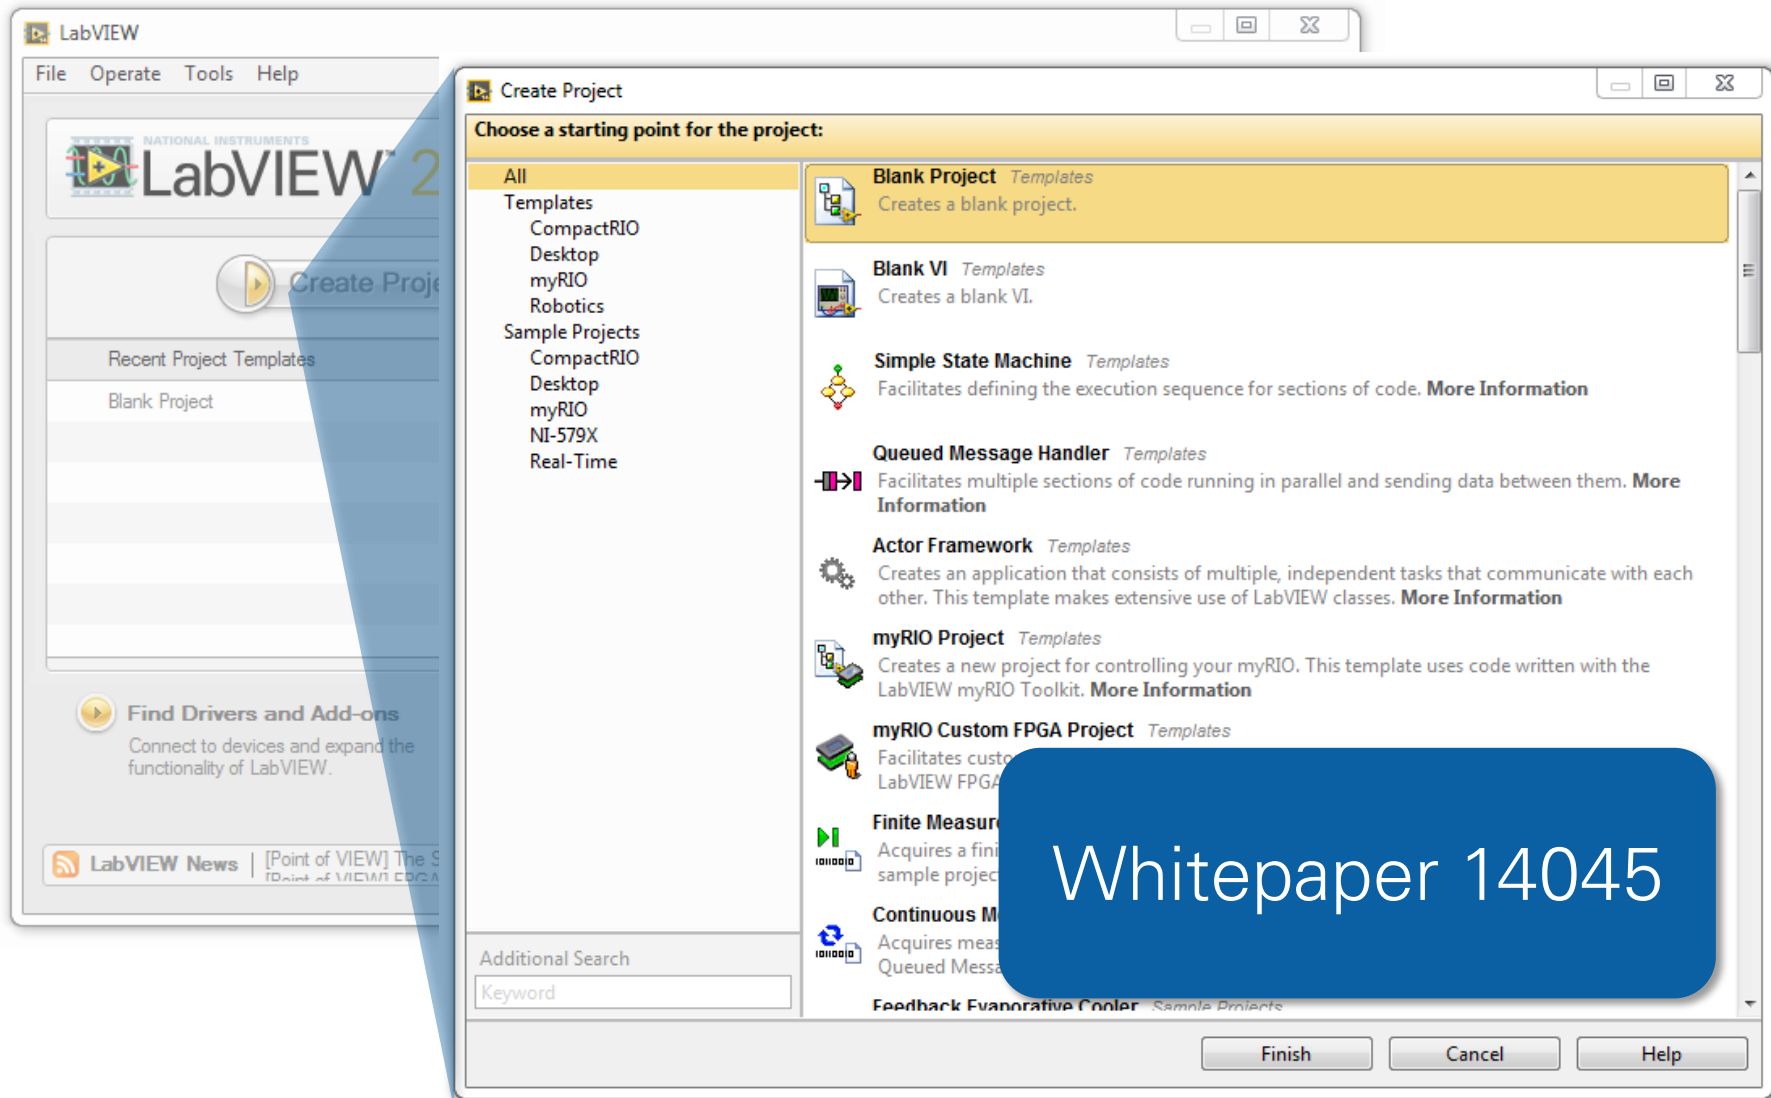 LabVIEW
File Operate Tools Help
NATIONAL INSTRUMENTS
LabVIEW™ 2
Create Proje
Recent Project Templates
Blank Project
Find Drivers and Add-ons
Connect to devices and expand the
functionality of LabVIEW.
LabVIEW News | [Point of VIEW] The S
[Point of VIEW] FPGA
Create Project
Choose a starting point for the project:
All
Templates
CompactRIO
Desktop
myRIO
Robotics
Sample Projects
CompactRIO
Desktop
myRIO
NI-579X
Real-Time
Additional Search
Keyword
Blank Project Templates
Creates a blank project.
Blank VI Templates
Creates a blank VI.
Simple State Machine Templates
Facilitates defining the execution sequence for sections of code. More Information
Queued Message Handler Templates
Facilitates multiple sections of code running in parallel and sending data between them. More
Information
Actor Framework Templates
Creates an application that consists of multiple, independent tasks that communicate with each
other. This template makes extensive use of LabVIEW classes. More Information
myRIO Project Templates
Creates a new project for controlling your myRIO. This template uses code written with the
LabVIEW myRIO Toolkit. More Information
myRIO Custom FPGA Project Templates
Facilitates custo
LabVIEW FPGA
Finite Measur
Acquires a fini
sample projec
Continuous M
Acquires meas
Queued Messa
Feedback Evaporative Cooler Sample Projects
Whitepaper 14045
Finish Cancel Help